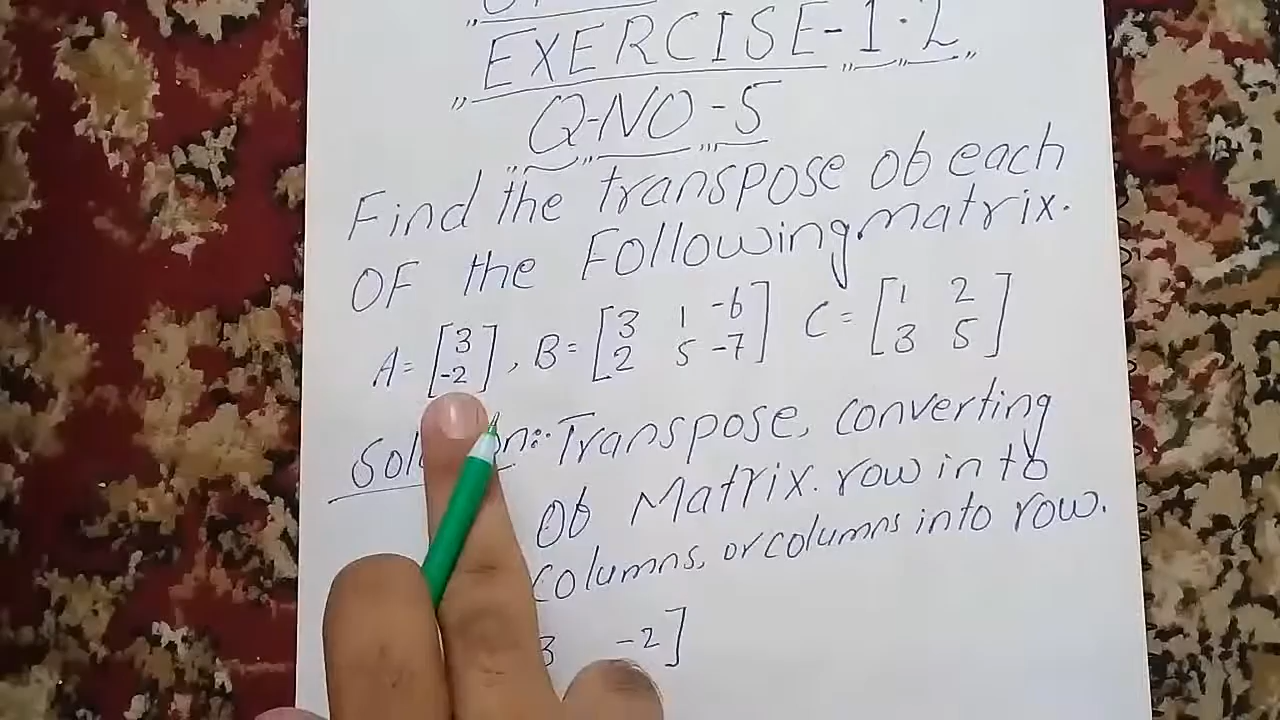 EXERCISE-1.2
Q-NO-5
Find the transpose of each
OF the Following matrix.
A=[3 -2], B=[3 1 -6 2 5 -7] C=[1 2 3 5]
Transpose, converting
Of Matrix. row in to
columns, or columns into row.
3 -2]